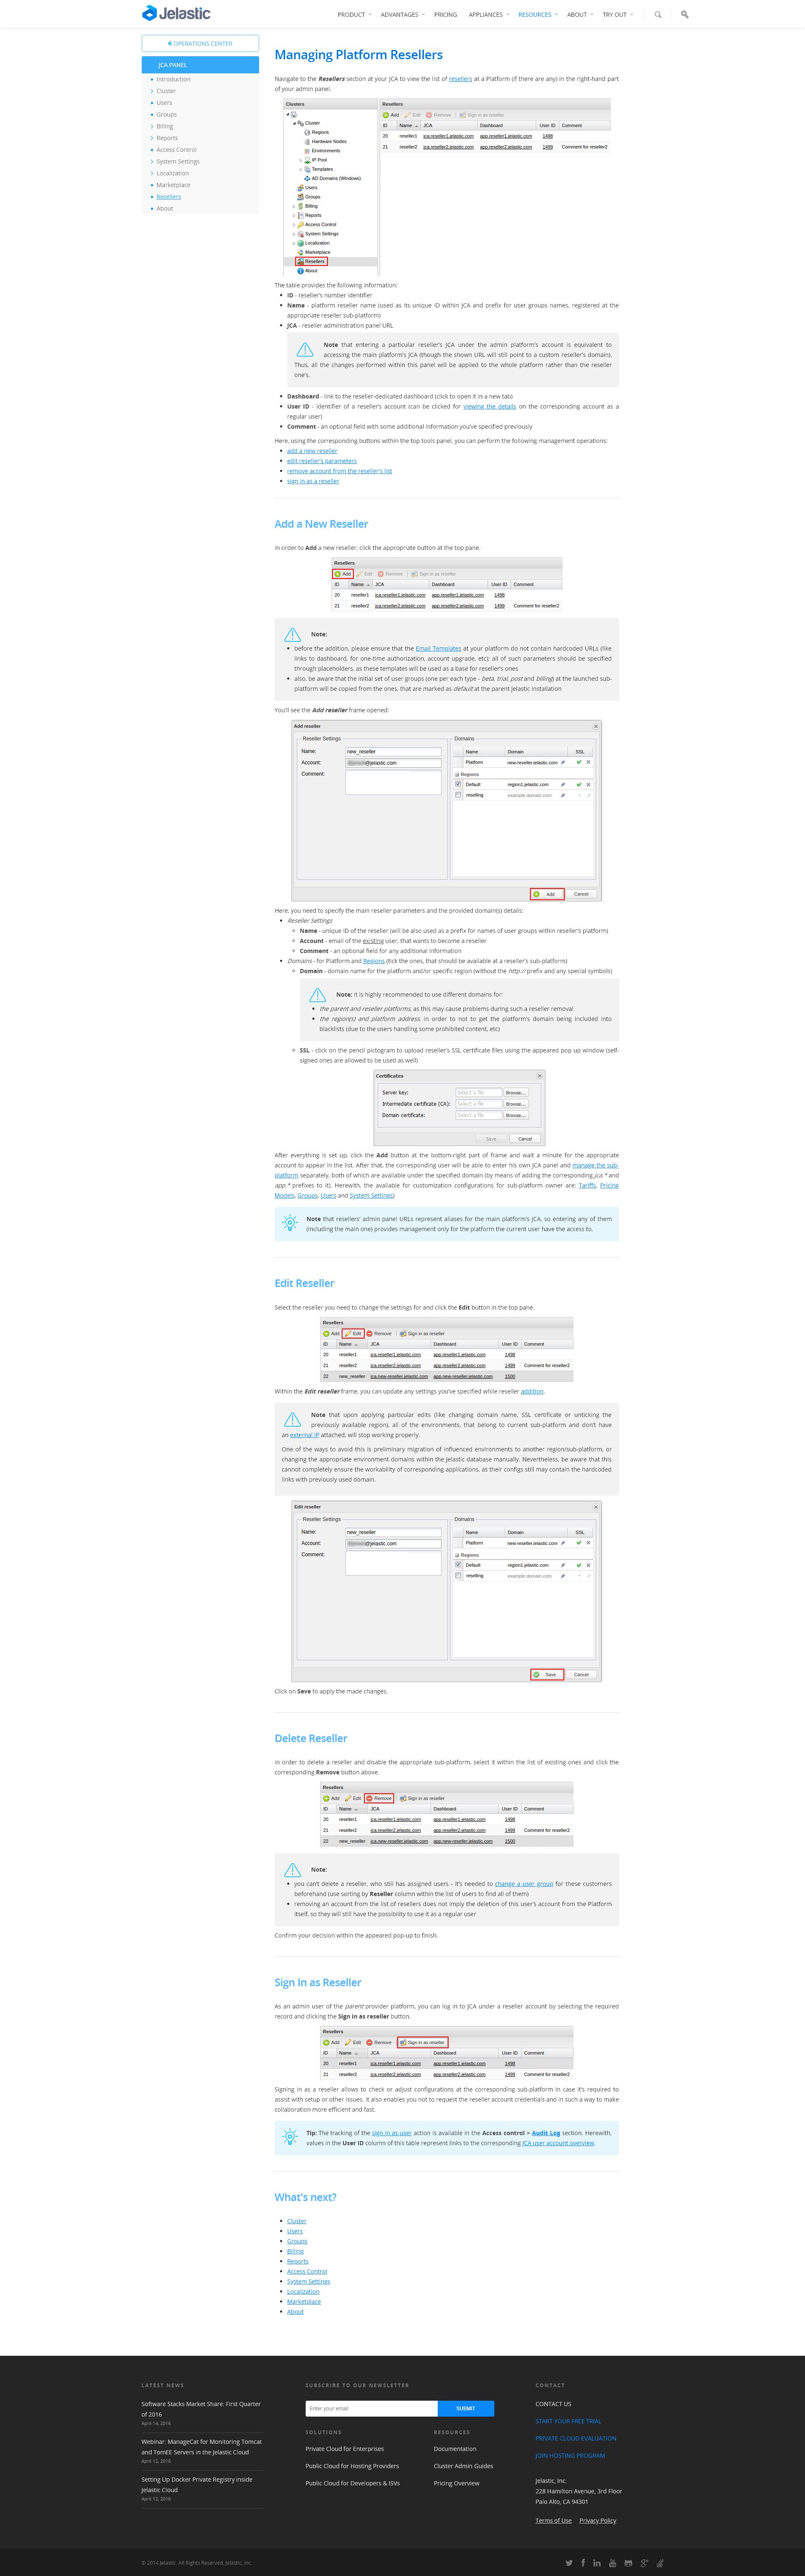 Jelastic
PRODUCT ADVANTAGES PRICING APPLIANCES RESOURCES ABOUT TRY OUT
OPERATIONS CENTER
JCA PANEL
Introduction
Cluster
Users
Groups
Billing
Reports
Access Control
System Settings
Localization
Marketplace
Resellers
About
Managing Platform Resellers
Navigate to the Resellers section at your JCA to view the list of resellers at a Platform (if there are any) in the right-hand part
of your admin panel.
Clusters
Cluster
Regions
Hardware Nodes
Environments
IP Pool
Templates
AD Domains (Windows)
Users
Groups
Billing
Reports
Access Control
System Settings
Localization
Marketplace
Resellers
About
Resellers
Add Edit Remove Sign in as reseller
ID Name JCA Dashboard User ID Comment
20 reseller1 jca.reseller1.jelastic.com app.reseller1.jelastic.com 1498
21 reseller2 jca.reseller2.jelastic.com app.reseller2.jelastic.com 1499 Comment for reseller2
The table provides the following information:
ID - reseller's number identifier
Name - platform reseller name (used as its unique ID within JCA and prefix for user groups names, registered at the
appropriate reseller sub-platform)
JCA - reseller administration panel URL
Note that entering a particular reseller's JCA under the admin platform's account is equivalent to
accessing the main platform's JCA (though the shown URL will still point to a custom reseller's domain).
Thus, all the changes performed within this panel will be applied to the whole platform rather than the reseller
one's.
Dashboard - link to the reseller-dedicated dashboard (click to open it in a new tab)
User ID - identifier of a reseller's account (can be clicked for viewing the details on the corresponding account as a
regular user)
Comment - an optional field with some additional information you've specified previously
Here, using the corresponding buttons within the top tools panel, you can perform the following management operations:
add a new reseller
edit reseller's parameters
remove account from the reseller's list
sign in as a reseller
Add a New Reseller
In order to Add a new reseller, click the appropriate button at the top pane.
Resellers
Add Edit Remove Sign in as reseller
ID Name JCA Dashboard User ID Comment
20 reseller1 jca.reseller1.jelastic.com app.reseller1.jelastic.com 1498
21 reseller2 jca.reseller2.jelastic.com app.reseller2.jelastic.com 1499 Comment for reseller2
Note:
before the addition, please ensure that the Email Templates at your platform do not contain hardcoded URLs (like
links to dashboard, for one-time authorization, account upgrade, etc): all of such parameters should be specified
through placeholders, as these templates will be used as a base for reseller's ones
also, be aware that the initial set of user groups (one per each type - beta, trial, post and billing) at the launched sub-
platform will be copied from the ones, that are marked as default at the parent Jelastic installation
You'll see the Add reseller frame opened:
Add reseller
Reseller Settings
Name: new_reseller
Account: @jelastic.com
Comment:
Domains
Name Domain SSL
Platform new-reseller.jelastic.com
Regions
Default region1.jelastic.com
reselling example.domain.com
Add Cancel
Here, you need to specify the main reseller parameters and the provided domain(s) details:
Reseller Settings
Name - unique ID of the reseller (will be also used as a prefix for names of user groups within reseller's platform)
Account - email of the existing user, that wants to become a reseller
Comment - an optional field for any additional information
Domains - for Platform and Regions (tick the ones, that should be available at a reseller's sub-platform)
Domain - domain name for the platform and/or specific region (without the http:// prefix and any special symbols)
Note: It is highly recommended to use different domains for:
the parent and reseller platforms, as this may cause problems during such a reseller removal
the region(s) and platform address, in order to not to get the platform's domain being included into
blacklists (due to the users handling some prohibited content, etc)
SSL - click on the pencil pictogram to upload reseller's SSL certificate files using the appeared pop up window (self-
signed ones are allowed to be used as well)
Certificates
Server key: Select a file Browse...
Intermediate certificate (CA): Select a file Browse...
Domain certificate: Select a file Browse...
Save Cancel
After everything is set up, click the Add button at the bottom-right part of frame and wait a minute for the appropriate
account to appear in the list. After that, the corresponding user will be able to enter his own JCA panel and manage the sub-
platform separately, both of which are available under the specified domain (by means of adding the corresponding jca.* and
app.* prefixes to it). Herewith, the available for customization configurations for sub-platform owner are: Tariffs, Pricing
Models, Groups, Users and System Settings)
Note that resellers' admin panel URLs represent aliases for the main platform's JCA, so entering any of them
(including the main one) provides management only for the platform the current user have the access to.
Edit Reseller
Select the reseller you need to change the settings for and click the Edit button in the top pane.
Resellers
Add Edit Remove Sign in as reseller
ID Name JCA Dashboard User ID Comment
20 reseller1 jca.reseller1.jelastic.com app.reseller1.jelastic.com 1498
21 reseller2 jca.reseller2.jelastic.com app.reseller2.jelastic.com 1499 Comment for reseller2
22 new_reseller jca.new-reseller.jelastic.com app.new-reseller.jelastic.com 1500
Within the Edit reseller frame, you can update any settings you've specified while reseller addition.
Note that upon applying particular edits (like changing domain name, SSL certificate or unticking the
previously available region), all of the environments, that belong to current sub-platform and don't have
an external IP attached, will stop working properly.
One of the ways to avoid this is preliminary migration of influenced environments to another region/sub-platform, or
changing the appropriate environment domains within the Jelastic database manually. Nevertheless, be aware that this
cannot completely ensure the workability of corresponding applications, as their configs still may contain the hardcoded
links with previously used domain.
Edit reseller
Reseller Settings
Name: new_reseller
Account: @jelastic.com
Comment:
Domains
Name Domain SSL
Platform new-reseller.jelastic.com
Regions
Default region1.jelastic.com
reselling example.domain.com
Save Cancel
Click on Save to apply the made changes.
Delete Reseller
In order to delete a reseller and disable the appropriate sub-platform, select it within the list of existing ones and click the
corresponding Remove button above.
Resellers
Add Edit Remove Sign in as reseller
ID Name JCA Dashboard User ID Comment
20 reseller1 jca.reseller1.jelastic.com app.reseller1.jelastic.com 1498
21 reseller2 jca.reseller2.jelastic.com app.reseller2.jelastic.com 1499 Comment for reseller2
22 new_reseller jca.new-reseller.jelastic.com app.new-reseller.jelastic.com 1500
Note:
you can't delete a reseller, who still has assigned users - it's needed to change a user group for these customers
beforehand (use sorting by Reseller column within the list of users to find all of them)
removing an account from the list of resellers does not imply the deletion of this user's account from the Platform
itself, so they will still have the possibility to use it as a regular user
Confirm your decision within the appeared pop-up to finish.
Sign In as Reseller
As an admin user of the parent provider platform, you can log in to JCA under a reseller account by selecting the required
record and clicking the Sign in as reseller button.
Resellers
Add Edit Remove Sign in as reseller
ID Name JCA Dashboard User ID Comment
20 reseller1 jca.reseller1.jelastic.com app.reseller1.jelastic.com 1498
21 reseller2 jca.reseller2.jelastic.com app.reseller2.jelastic.com 1499 Comment for reseller2
Signing in as a reseller allows to check or adjust configurations at the corresponding sub-platform in case it's required to
assist with setup or other issues. It also enables you not to request the reseller account credentials and in such a way to make
collaboration more efficient and fast.
Tip: The tracking of the sign in as user action is available in the Access control > Audit Log section. Herewith,
values in the User ID column of this table represent links to the corresponding JCA user account overview.
What's next?
Cluster
Users
Groups
Billing
Reports
Access Control
System Settings
Localization
Marketplace
About
LATEST NEWS
Software Stacks Market Share: First Quarter
of 2016
April 14, 2016
Webinar: ManageCat for Monitoring Tomcat
and TomEE Servers in the Jelastic Cloud
April 12, 2016
Setting Up Docker Private Registry inside
Jelastic Cloud
April 12, 2016
SUBSCRIBE TO OUR NEWSLETTER
Enter your email SUBMIT
SOLUTIONS
Private Cloud for Enterprises
Public Cloud for Hosting Providers
Public Cloud for Developers & ISVs
RESOURCES
Documentation
Cluster Admin Guides
Pricing Overview
CONTACT
CONTACT US
START YOUR FREE TRIAL
PRIVATE CLOUD EVALUATION
JOIN HOSTING PROGRAM
Jelastic, Inc.
228 Hamilton Avenue, 3rd Floor
Palo Alto, CA 94301
Terms of Use Privacy Policy
© 2014 Jelastic. All Rights Reserved, Jelastic, Inc